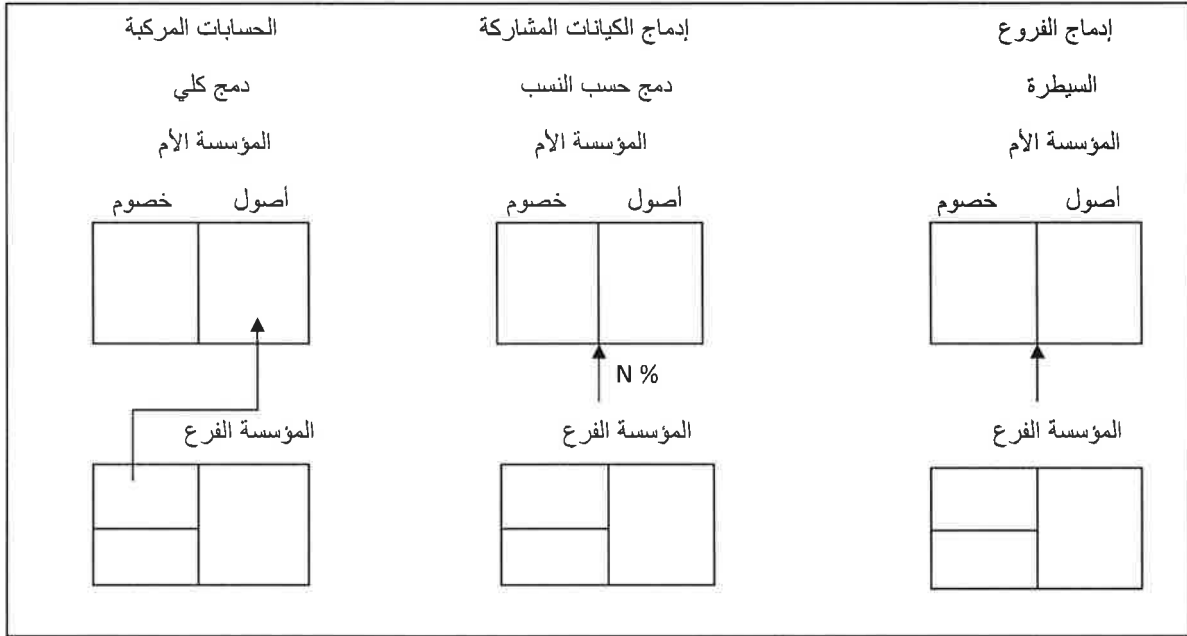 إدماج الفروع إدماج الكيانات المشاركة الحسابات المركبة
السيطرة دمج حسب النسب دمج كلي
المؤسسة الأم المؤسسة الأم المؤسسة الأم
أصول خصوم أصول خصوم أصول خصوم
N %
المؤسسة الفرع المؤسسة الفرع المؤسسة الفرع